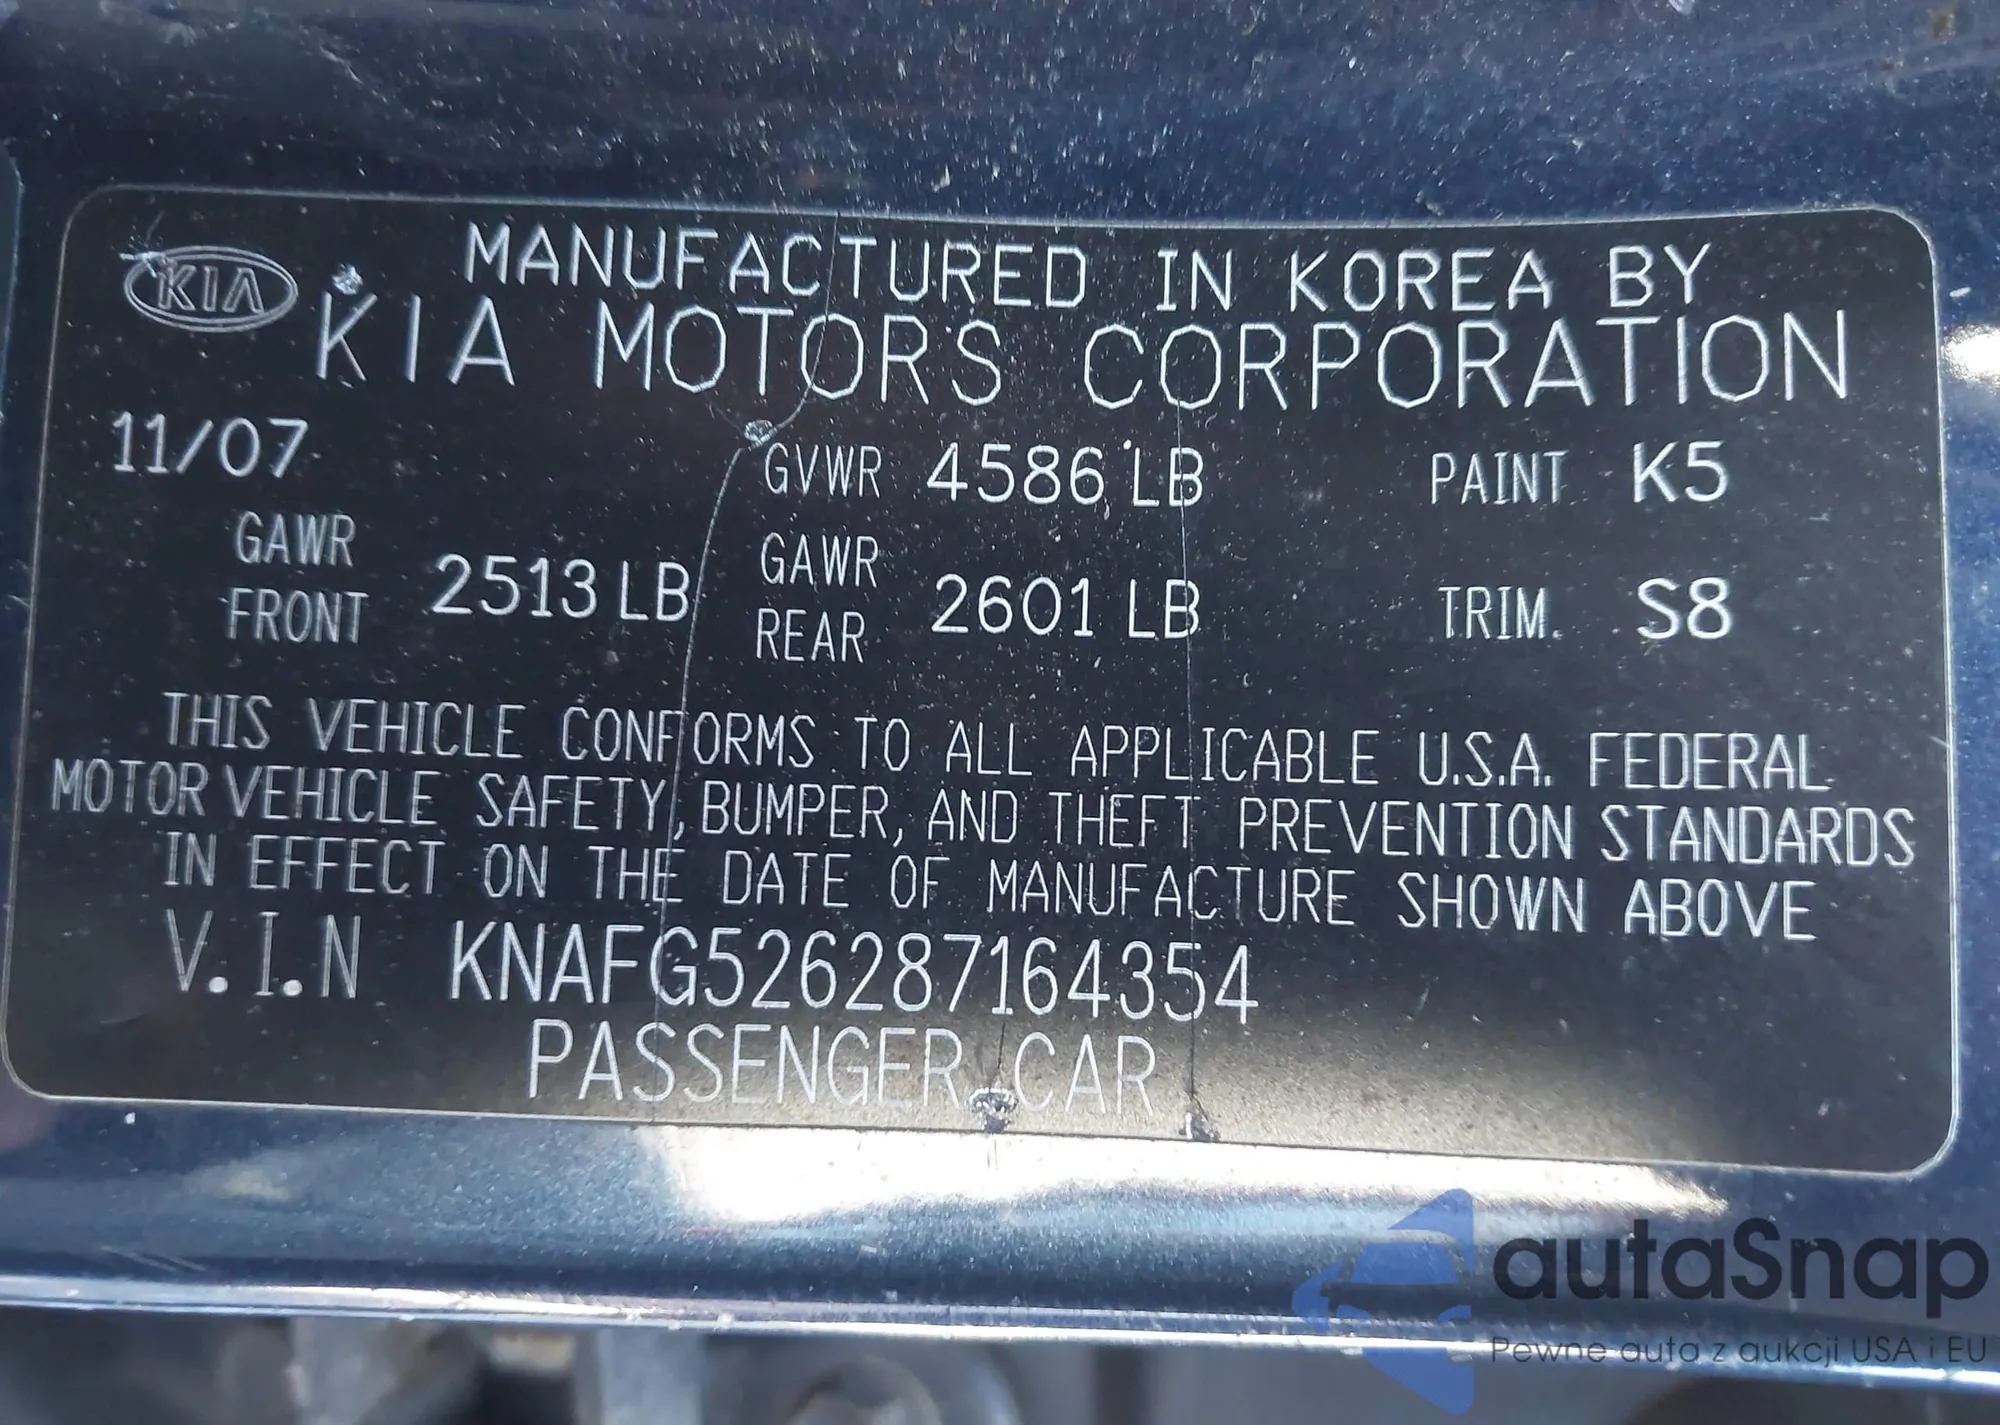 MANUFACTURED IN KOREA BY
KIA KIA MOTORS CORPORATION
11/07 GVWR 4586 LB PAINT K5
GAWR FRONT 2513 LB GAWR REAR 2601 LB TRIM. S8
THIS VEHICLE CONFORMS TO ALL APPLICABLE U.S.A. FEDERAL
MOTOR VEHICLE SAFETY, BUMPER, AND THEFT PREVENTION STANDARDS
IN EFFECT ON THE DATE OF MANUFACTURE SHOWN ABOVE
V.I.N KNAFG526287164354
PASSENGER CAR
autaSnap
Pewne auta z aukcji USA i EU